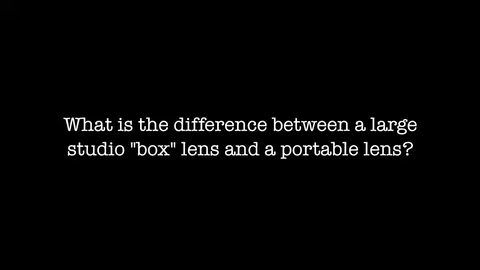 What is the difference between a large
studio "box" lens and a portable lens?